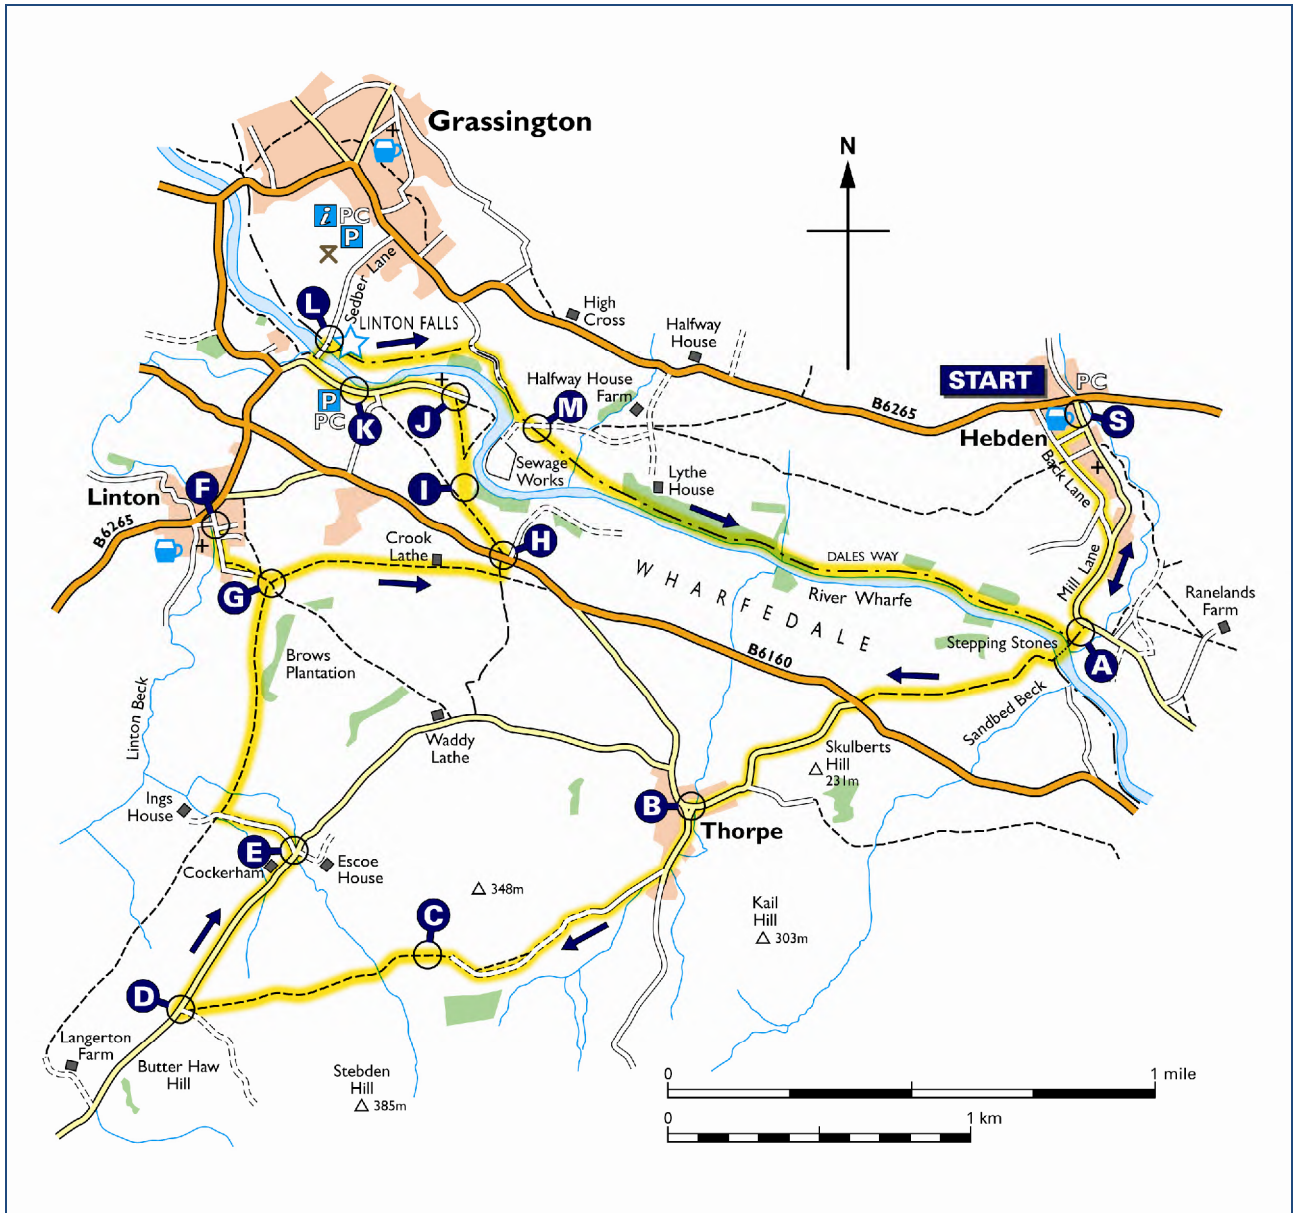 Grassington
N
i PC
P
Sedber Lane
L
LINTON FALLS
High
Cross
Halfway
House
START
PC
Halfway House
Farm
B6265
S
Hebden
P
PC
K
J
M
Back Lane
Linton
F
I
Sewage
Works
Lythe
House
B6265
Crook
Lathe
H
DALES WAY
Mill Lane
G
WHARFEDALE
River Wharfe
Ranelands
Farm
Stepping Stones
A
Brows
Plantation
B6160
Linton Beck
Sandbed Beck
Waddy
Lathe
Skulberts
Hill
231m
Ings
House
B
Thorpe
E
Cockerham
Escoe
House
348m
C
Kail
Hill
303m
D
Langerton
Farm
Butter Haw
Hill
Stebden
Hill
385m
0 1 mile
0 1 km